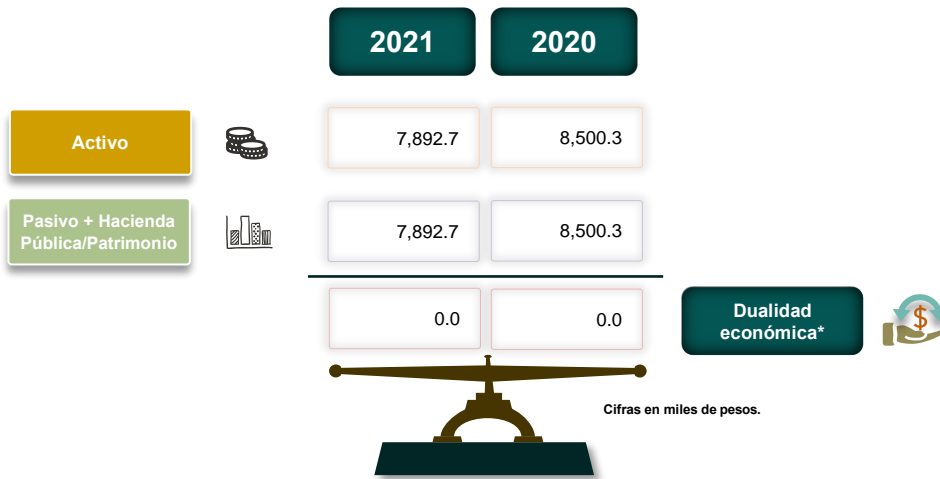 2021
2020
Activo
7,892.7
8,500.3
Pasivo + Hacienda
Pública/Patrimonio
7,892.7
8,500.3
0.0
0.0
Dualidad
económica*
$
Cifras en miles de pesos.